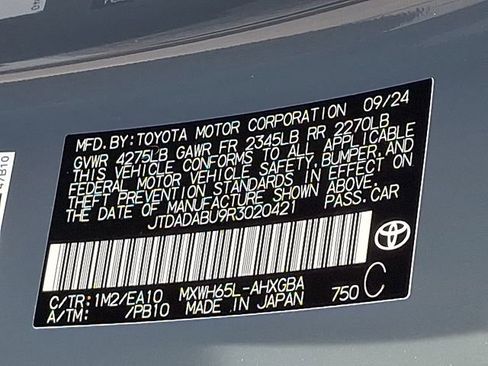 MFD. BY: TOYOTA MOTOR CORPORATION 09/24
GVWR 4275LB GAWR FR 2345LB RR 2270LB
THIS VEHICLE CONFORMS TO ALL APPLICABLE
FEDERAL MOTOR VEHICLE SAFETY, BUMPER, AND
THEFT PREVENTION STANDARDS IN EFFECT ON
THE DATE OF MANUFACTURE SHOWN ABOVE.
JTDADABU9R3020421 PASS. CAR
C/TR: 1M2/EA10 MXWH65L-AHXGBA
A/TM: /PB10 MADE IN JAPAN 750 C
47B10